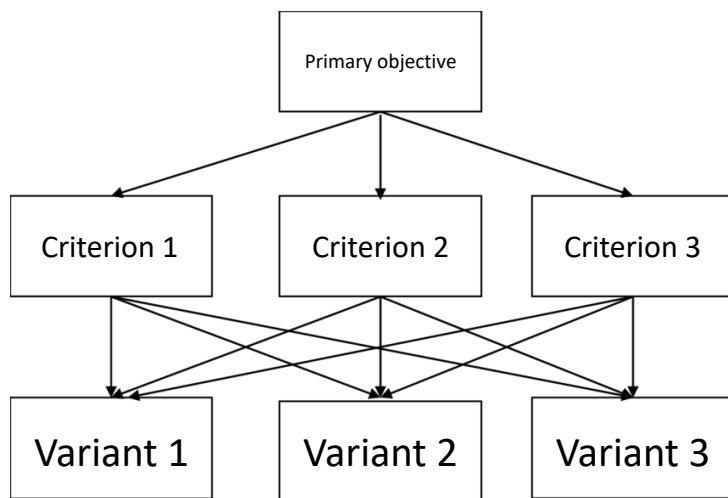 Primary objective
Criterion 1
Criterion 2
Criterion 3
Variant 1
Variant 2
Variant 3